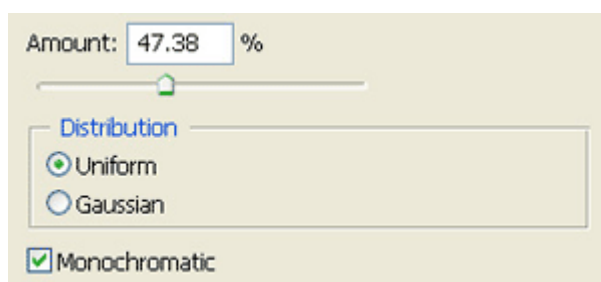 Amount: 47.38 %
Distribution
Uniform
Gaussian
Monochromatic